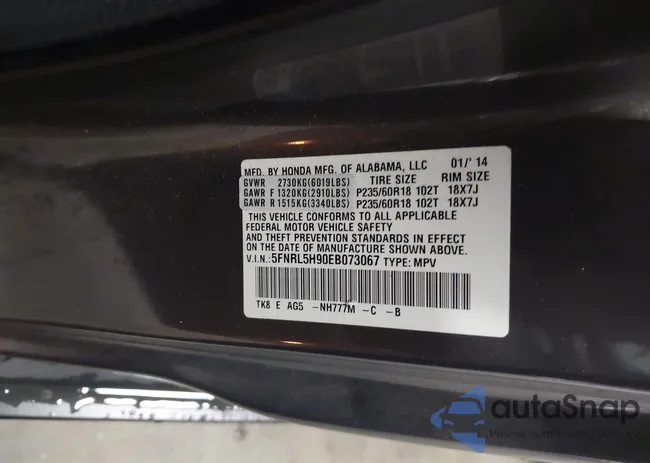 MFD. BY HONDA MFG. OF ALABAMA, LLC 01/'14
GVWR 2730KG(6019LBS) TIRE SIZE RIM SIZE
GAWR F 1320KG(2910LBS) P235/60R18 102T 18X7J
GAWR R 1515KG(3340LBS) P235/60R18 102T 18X7J
THIS VEHICLE CONFORMS TO ALL APPLICABLE
FEDERAL MOTOR VEHICLE SAFETY
AND THEFT PREVENTION STANDARDS IN EFFECT
ON THE DATE OF MANUFACTURE SHOWN ABOVE.
V.I.N.: 5FNRL5H90EB073067 TYPE: MPV
TK8 E AG5 -NH777M -C -B
autoSnap